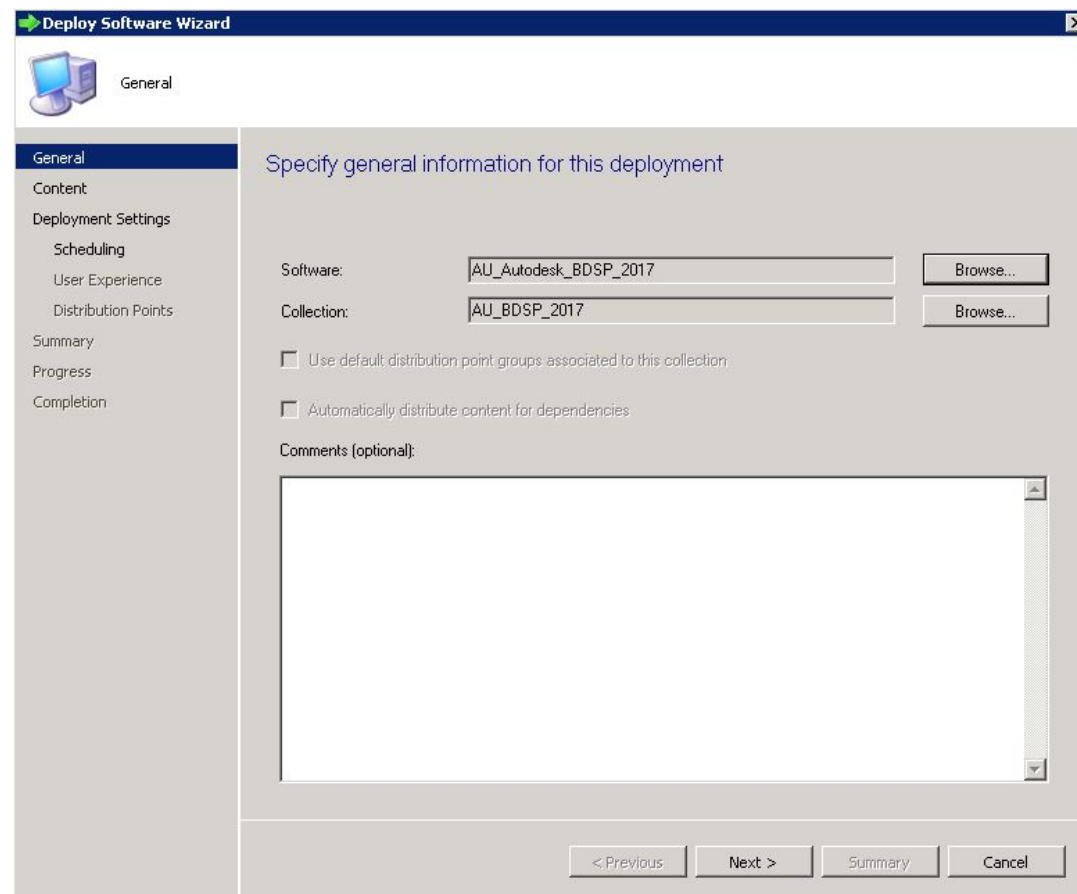 Deploy Software Wizard
General
General
Content
Deployment Settings
Scheduling
User Experience
Distribution Points
Summary
Progress
Completion
Specify general information for this deployment
Software: AU_Autodesk_BDSP_2017 Browse...
Collection: AU_BDSP_2017 Browse...
Use default distribution point groups associated to this collection
Automatically distribute content for dependencies
Comments (optional):
< Previous Next > Summary Cancel